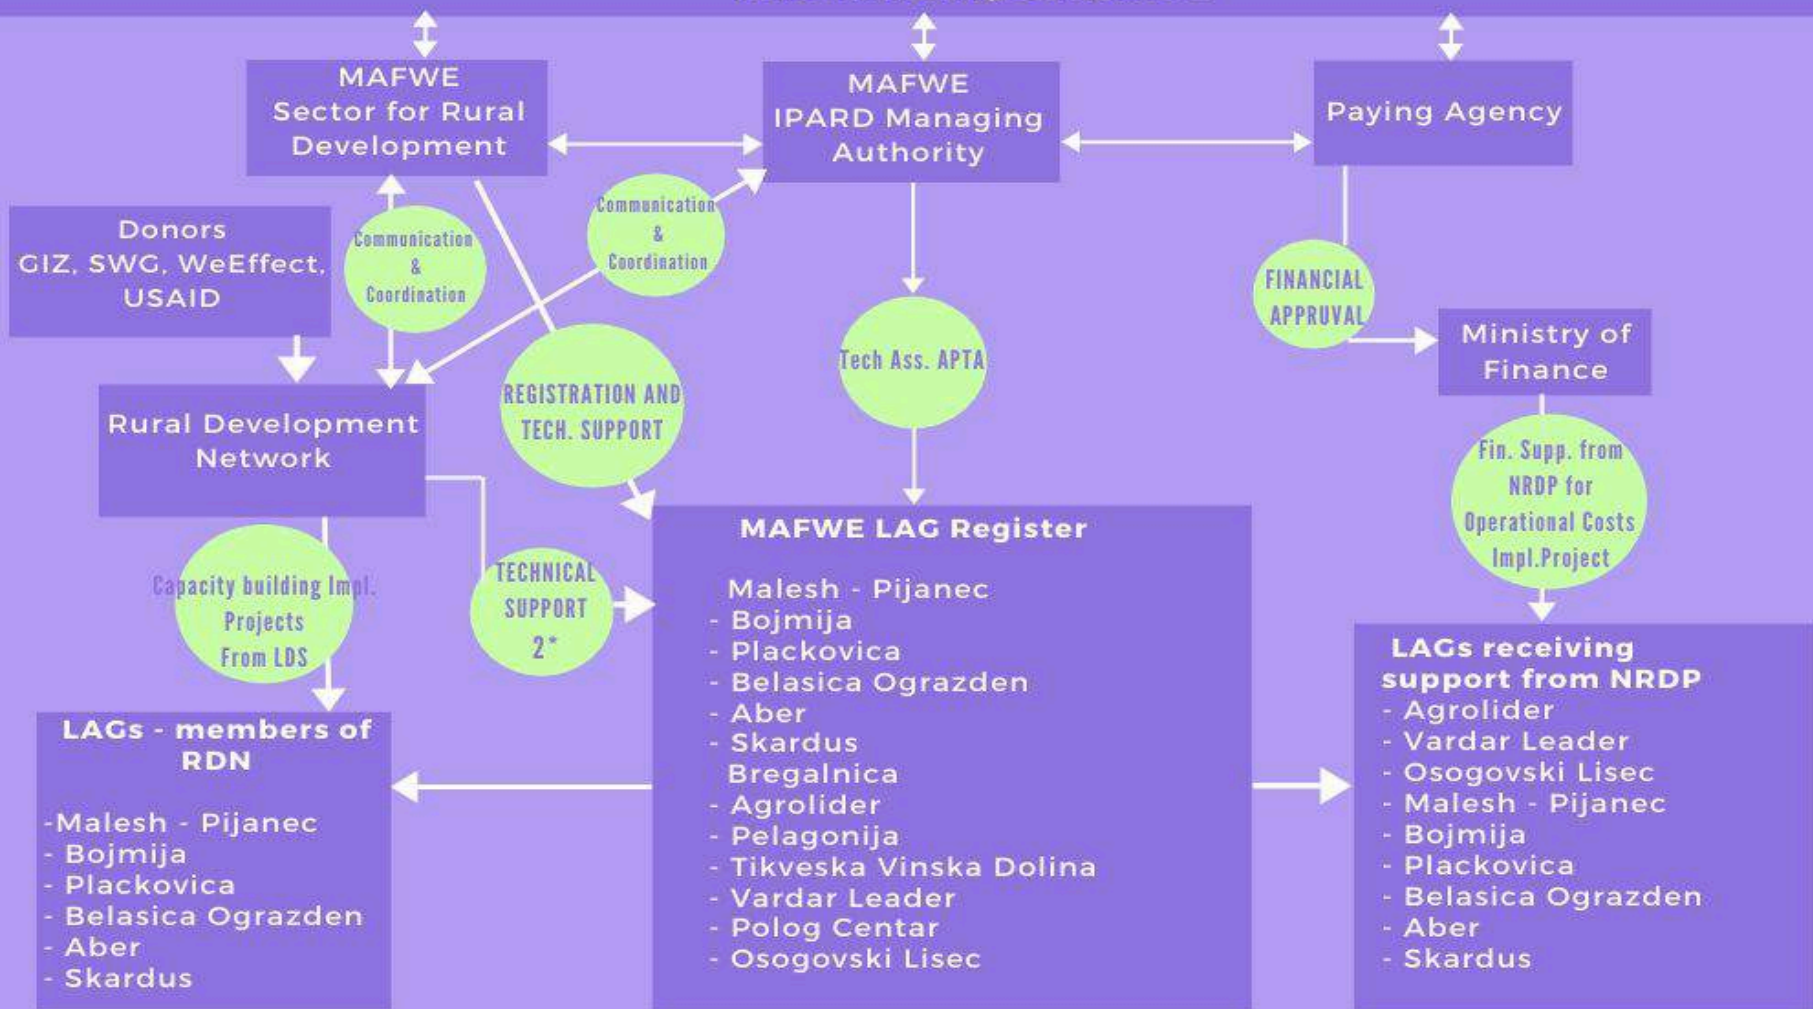 MAFWE
Sector for Rural
Development
MAFWE
IPARD Managing
Authority
Paying Agency
Donors
GIZ, SWG, WeEffect,
USAID
Communication
&
Coordination
Communication
&
Coordination
FINANCIAL
APPRUVAL
Ministry of
Finance
Tech Ass. APTA
REGISTRATION AND
TECH. SUPPORT
Rural Development
Network
Fin. Supp. from
NRDP for
Operational Costs
Impl.Project
Capacity building Impl.
Projects
From LDS
TECHNICAL
SUPPORT
2*
LAGs - members of
RDN
-Malesh - Pijanec
- Bojmija
- Plackovica
- Belasica Ograzden
- Aber
- Skardus
MAFWE LAG Register
Malesh - Pijanec
- Bojmija
- Plackovica
- Belasica Ograzden
- Aber
- Skardus
Bregalnica
- Agrolider
- Pelagonija
- Tikveska Vinska Dolina
- Vardar Leader
- Polog Centar
- Osogovski Lisec
LAGs receiving
support from NRDP
- Agrolider
- Vardar Leader
- Osogovski Lisec
- Malesh - Pijanec
- Bojmija
- Plackovica
- Belasica Ograzden
- Aber
- Skardus